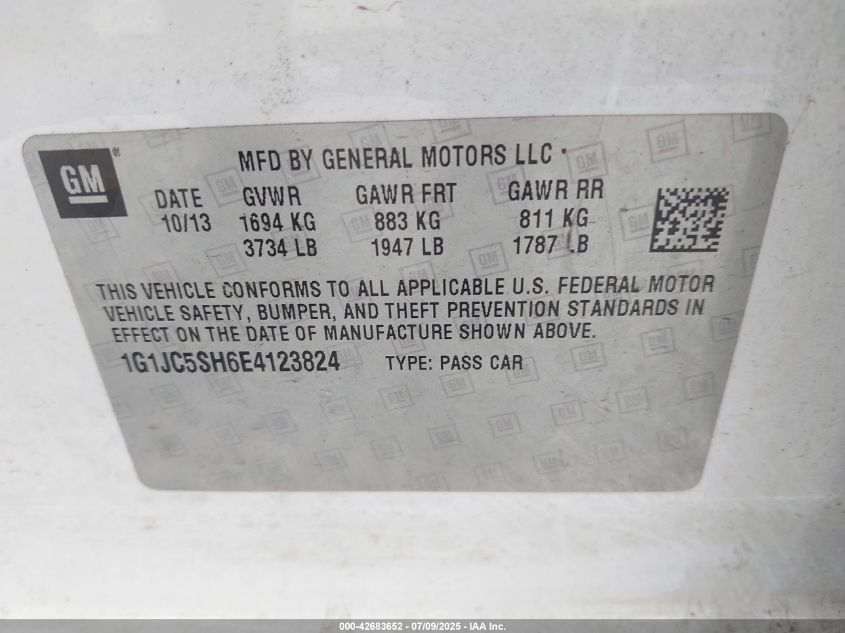 GM ®
MFD BY GENERAL MOTORS LLC
DATE GVWR GAWR FRT GAWR RR
10/13 1694 KG 883 KG 811 KG
3734 LB 1947 LB 1787 LB
THIS VEHICLE CONFORMS TO ALL APPLICABLE U.S. FEDERAL MOTOR
VEHICLE SAFETY, BUMPER, AND THEFT PREVENTION STANDARDS IN
EFFECT ON THE DATE OF MANUFACTURE SHOWN ABOVE.
1G1JC5SH6E4123824 TYPE: PASS CAR
000-42683652 - 07/09/2025 - IAA Inc.